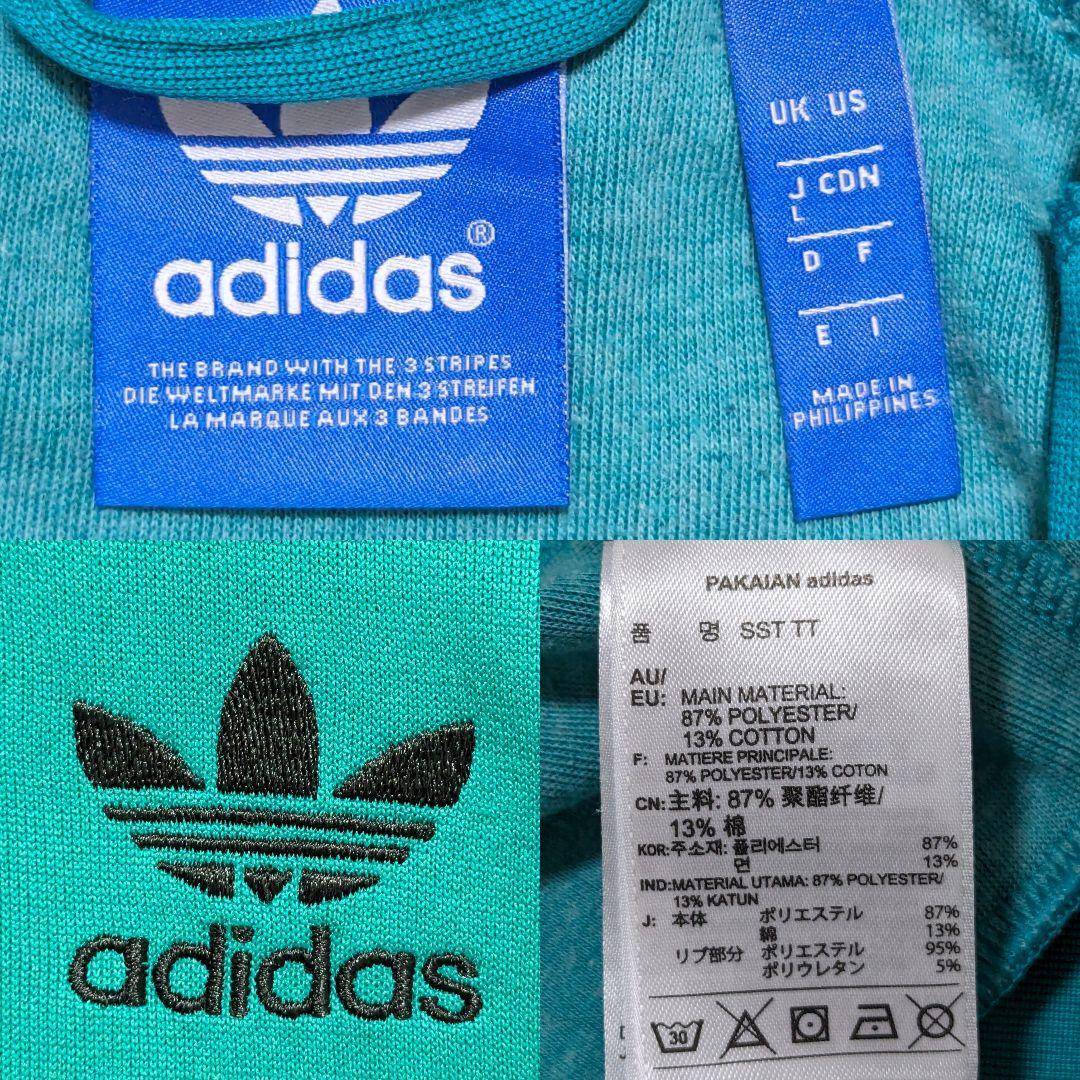 adidas®
THE BRAND WITH THE 3 STRIPES
DIE WELTMARKE MIT DEN 3 STREIFEN
LA MARQUE AUX 3 BANDES
UK US
J CDN
L
D F
E I
MADE IN
PHILIPPINES
adidas
PAKAIAN adidas
품 명 SST TT
AU/
EU: MAIN MATERIAL:
87% POLYESTER/
13% COTTON
F: MATIERE PRINCIPALE:
87% POLYESTER/13% COTON
CN:主料: 87% 聚酯纤维/
13% 棉
KOR:주소재: 폴리에스터 87%
면 13%
IND:MATERIAL UTAMA: 87% POLYESTER/
13% KATUN
J: 本体 ポリエステル 87%
綿 13%
リブ部分 ポリエステル 95%
ポリウレタン 5%
30